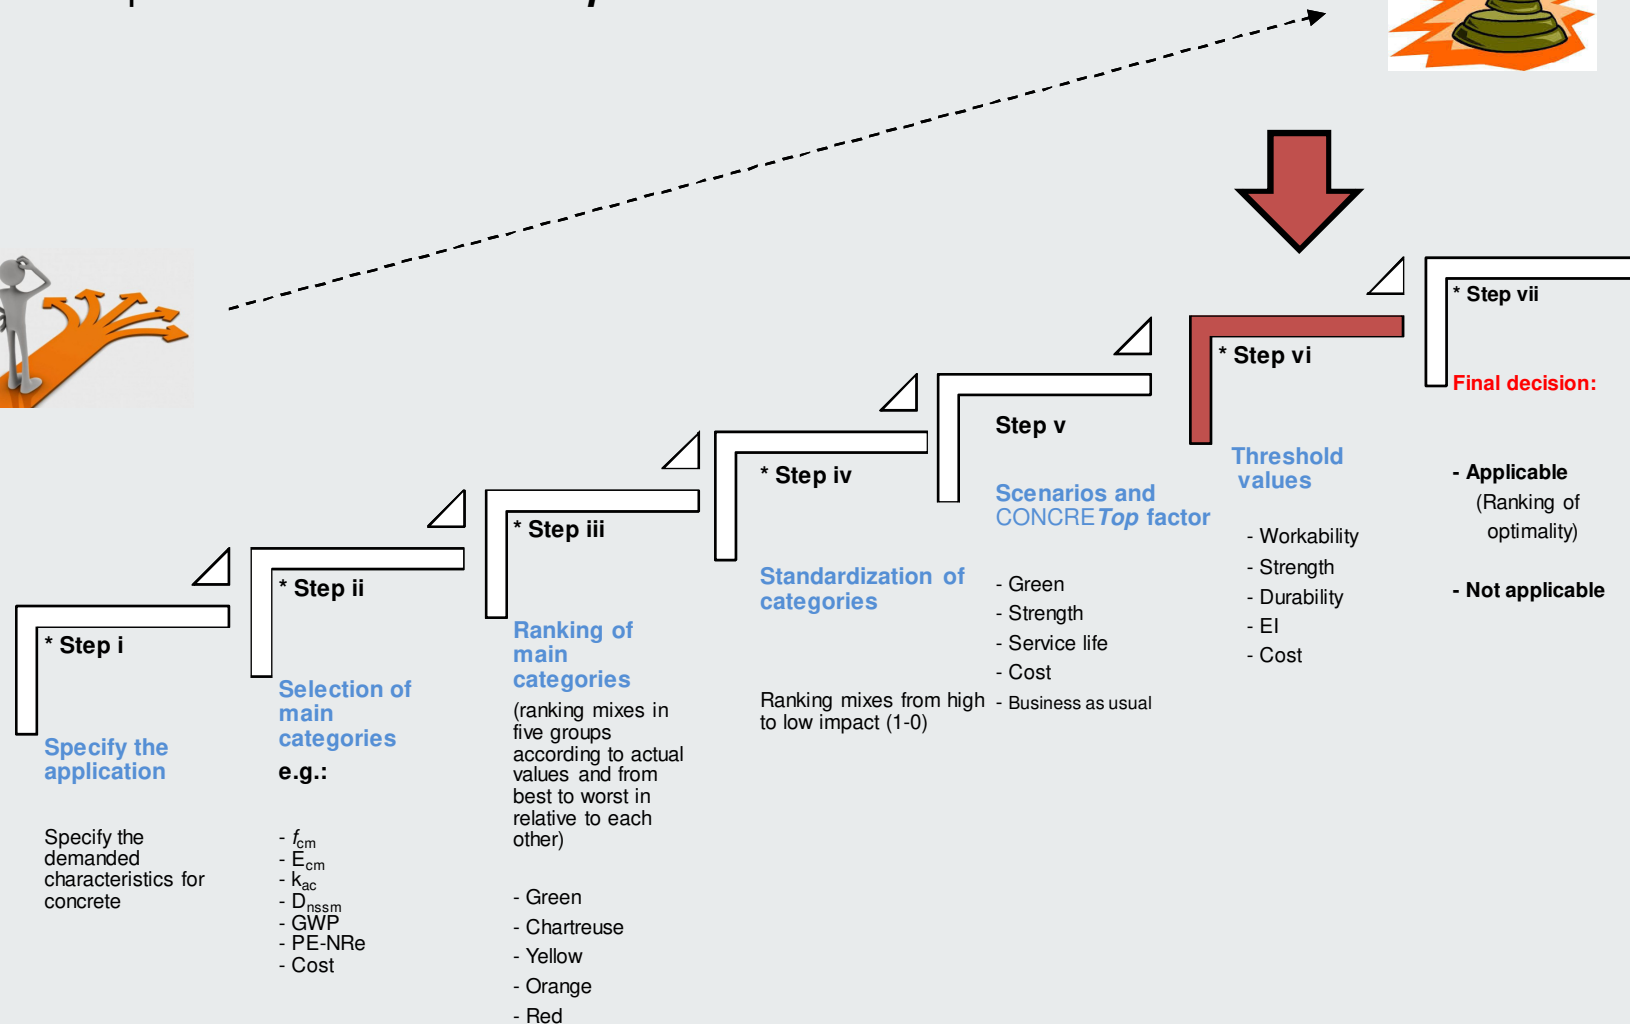 * Step i
Specify the
application
Specify the
demanded
characteristics for
concrete
* Step ii
Selection of
main
categories
e.g.:
- fcm
- Ecm
- kac
- Dnssm
- GWP
- PE-NRe
- Cost
* Step iii
Ranking of
main
categories
(ranking mixes in
five groups
according to actual
values and from
best to worst in
relative to each
other)
- Green
- Chartreuse
- Yellow
- Orange
- Red
* Step iv
Standardization of
categories
Ranking mixes from high
to low impact (1-0)
Step v
Scenarios and
CONCRETop factor
- Green
- Strength
- Service life
- Cost
- Business as usual
* Step vi
Threshold
values
- Workability
- Strength
- Durability
- EI
- Cost
* Step vii
Final decision:
- Applicable
(Ranking of
optimality)
- Not applicable